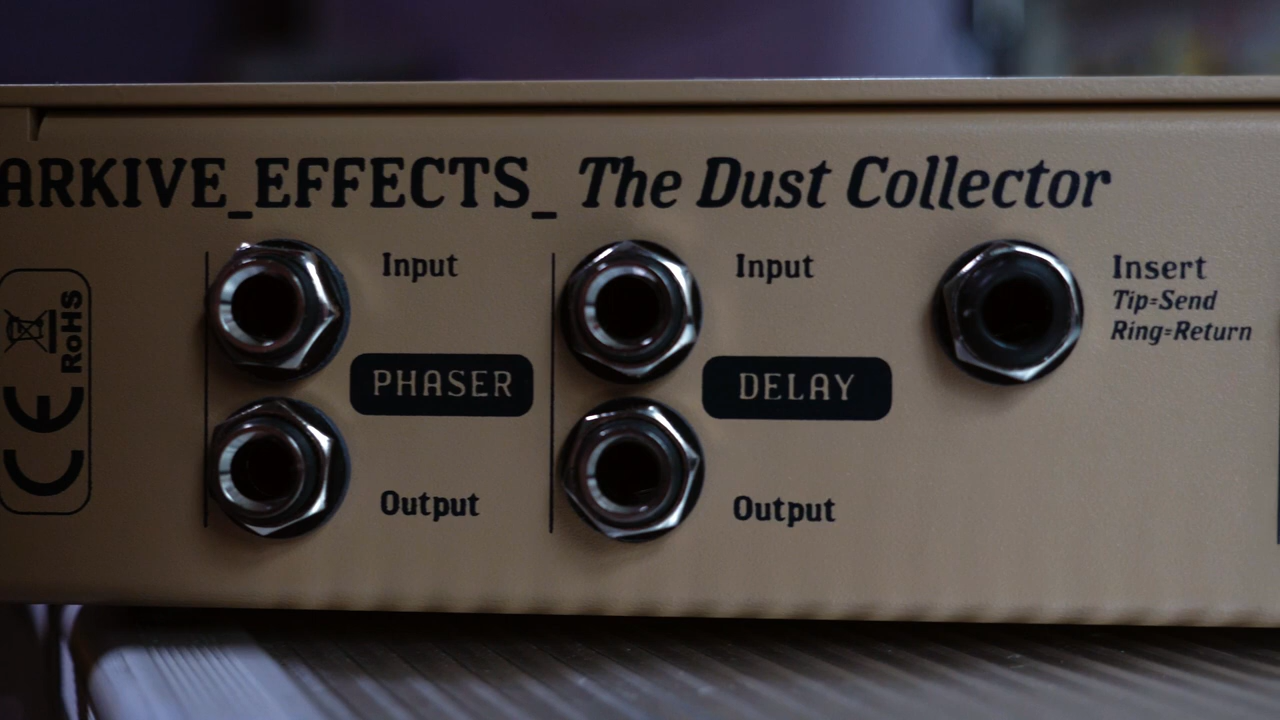 ARKIVE_EFFECTS_ The Dust Collector
Input
Input
Insert
Tip=Send
Ring=Return
PHASER
DELAY
Output
Output
RoHS
CE